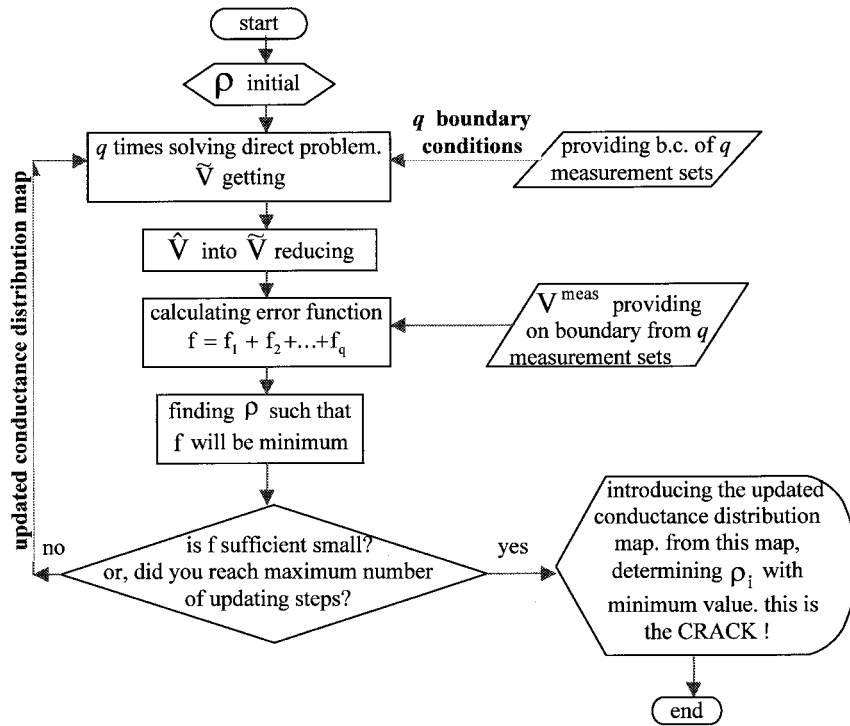 start
ρ initial
q boundary
conditions
q times solving direct problem.
Ṽ getting
providing b.c. of q
measurement sets
V̂ into Ṽ reducing
calculating error function
f = f₁ + f₂+...+f_q
V^meas providing
on boundary from q
measurement sets
finding ρ such that
f will be minimum
updated conductance distribution map
is f sufficient small?
or, did you reach maximum number
of updating steps?
no
yes
introducing the updated
conductance distribution
map. from this map,
determining ρᵢ with
minimum value. this is
the CRACK !
end